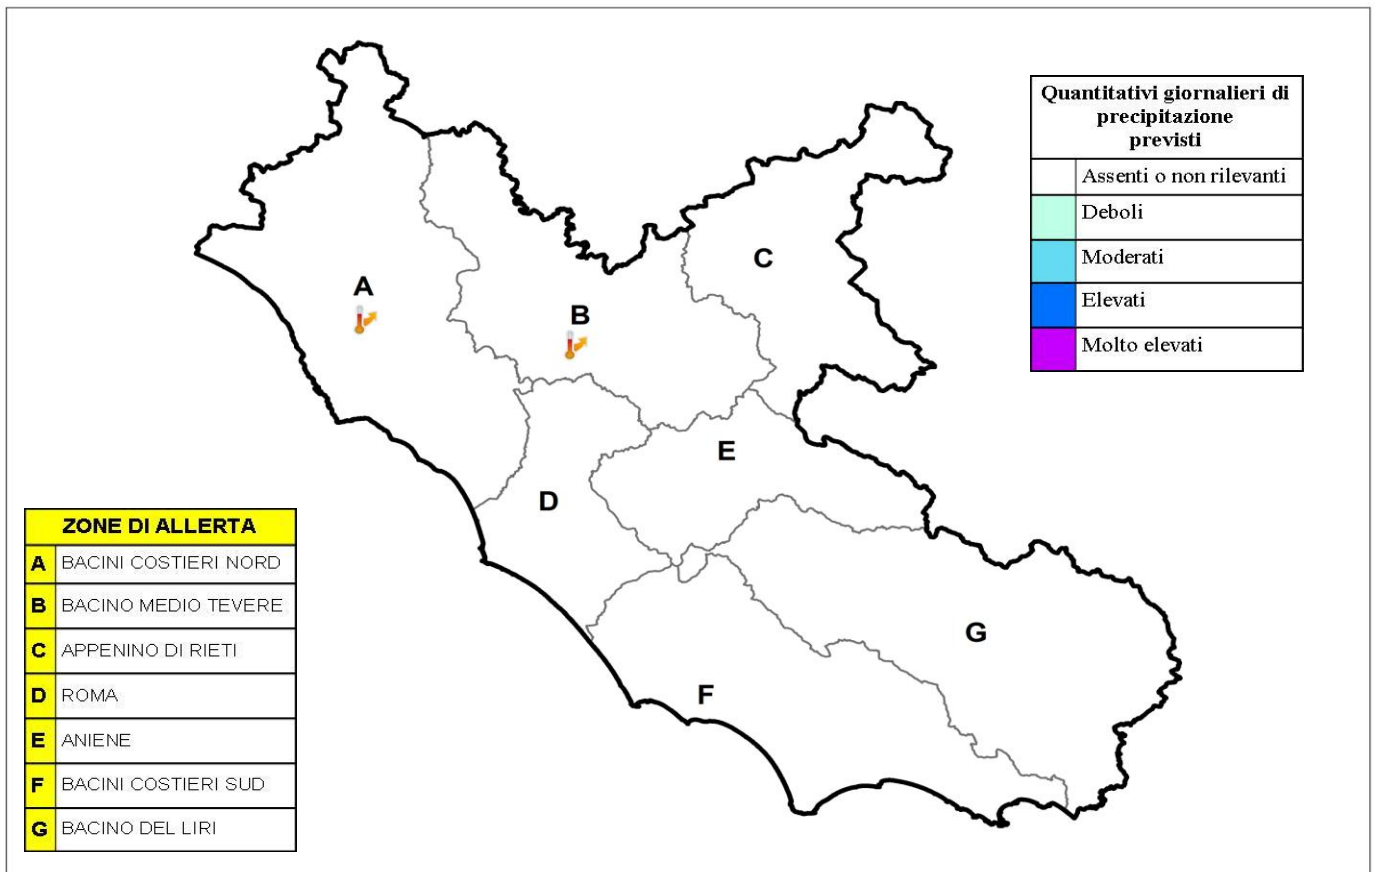 Quantitativi giornalieri di
precipitazione
previsti
Assenti o non rilevanti
Deboli
Moderati
Elevati
Molto elevati
A
B
C
D
E
F
G
ZONE DI ALLERTA
A BACINI COSTIERI NORD
B BACINO MEDIO TEVERE
C APPENINO DI RIETI
D ROMA
E ANIENE
F BACINI COSTIERI SUD
G BACINO DEL LIRI